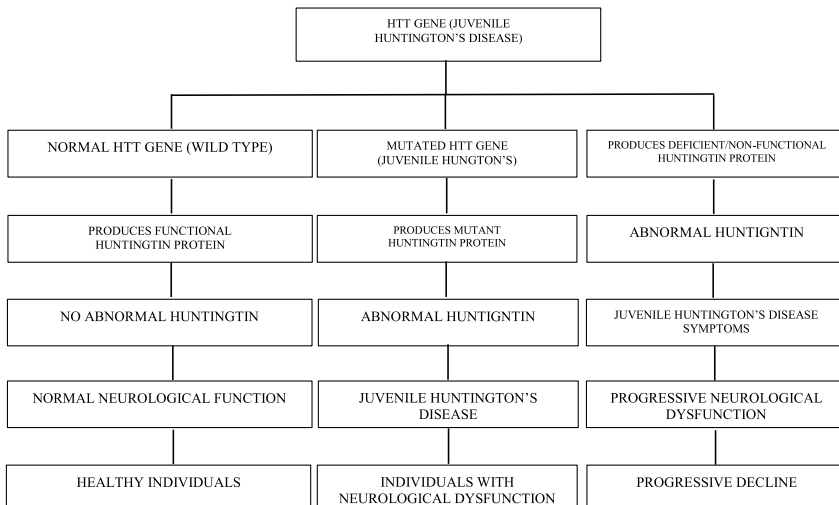 HTT GENE (JUVENILE
HUNTINGTON’S DISEASE)
NORMAL HTT GENE (WILD TYPE)
MUTATED HTT GENE
(JUVENILE HUNGTON’S)
PRODUCES DEFICIENT/NON-FUNCTIONAL
HUNTINGTIN PROTEIN
PRODUCES FUNCTIONAL
HUNTINGTIN PROTEIN
PRODUCES MUTANT
HUNTINGTIN PROTEIN
ABNORMAL HUNTIGNTIN
NO ABNORMAL HUNTINGTIN
ABNORMAL HUNTIGNTIN
JUVENILE HUNTINGTON’S DISEASE
SYMPTOMS
NORMAL NEUROLOGICAL FUNCTION
JUVENILE HUNTINGTON’S
DISEASE
PROGRESSIVE NEUROLOGICAL
DYSFUNCTION
HEALTHY INDIVIDUALS
INDIVIDUALS WITH
NEUROLOGICAL DYSFUNCTION
PROGRESSIVE DECLINE